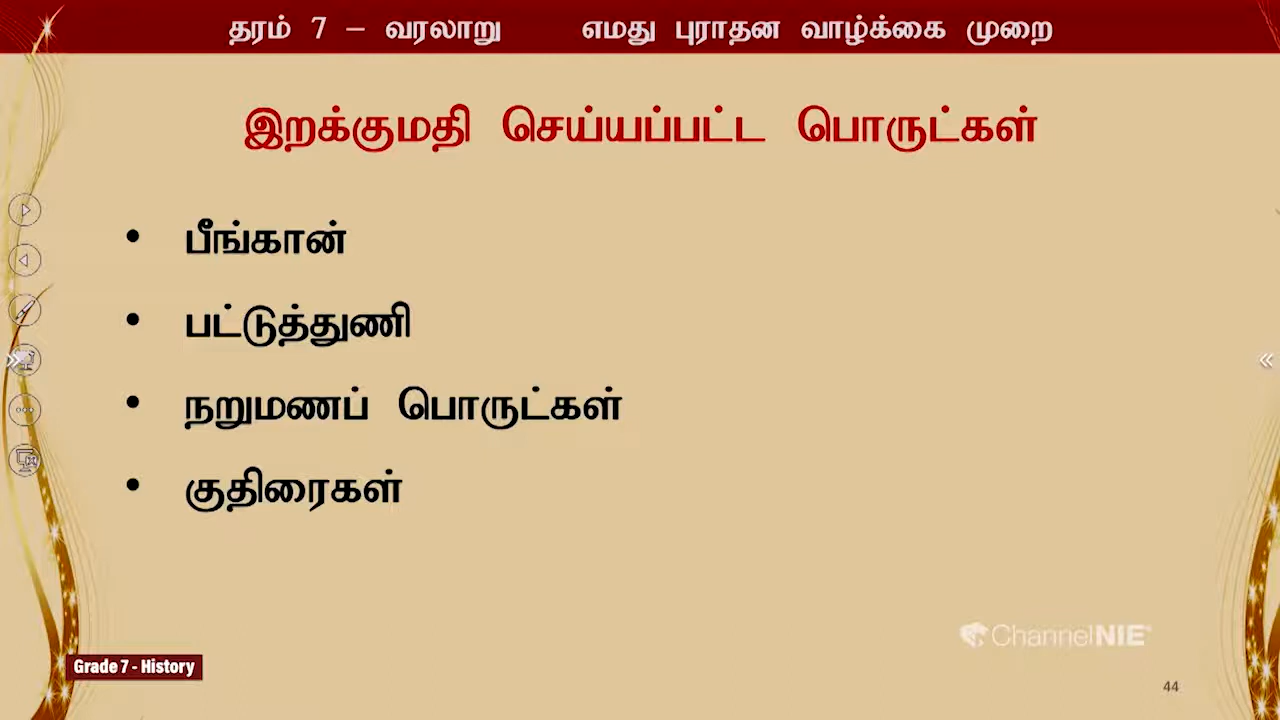 தரம் 7 – வரலாறு எமது புராதன வாழ்க்கை முறை
இறக்குமதி செய்யப்பட்ட பொருட்கள்
• பீங்கான்
• பட்டுத்துணி
• நறுமணப் பொருட்கள்
• குதிரைகள்
ChannelNIE
Grade 7 - History
44